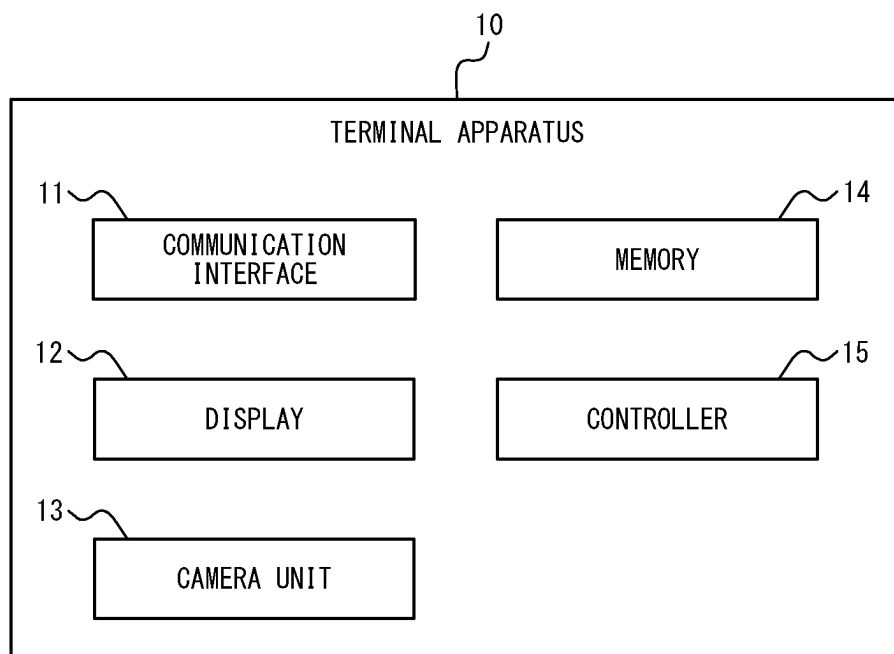 10
TERMINAL APPARATUS
11
COMMUNICATION
INTERFACE
14
MEMORY
12
DISPLAY
15
CONTROLLER
13
CAMERA UNIT